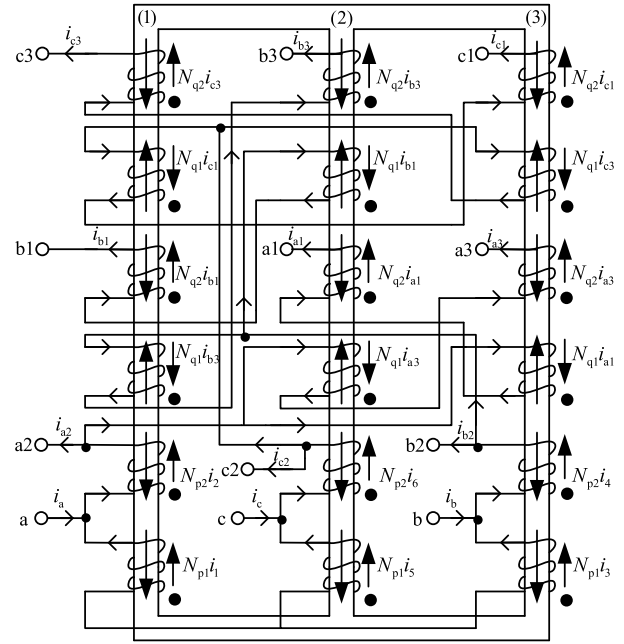 (1) (2) (3)
c3 i_c3 N_q2 i_c3 b3 i_b3 N_q2 i_b3 c1 i_c1 N_q2 i_c1
N_q1 i_c1 N_q1 i_b1 N_q1 i_c3
b1 i_b1 N_q2 i_b1 a1 i_a1 N_q2 i_a1 a3 i_a3 N_q2 i_a3
N_q1 i_b3 N_q1 i_a3 N_q1 i_a1
a2 i_a2 N_p2 i_2 c2 i_c2 N_p2 i_6 b2 i_b2 N_p2 i_4
a i_a c i_c b i_b
N_p1 i_1 N_p1 i_5 N_p1 i_3